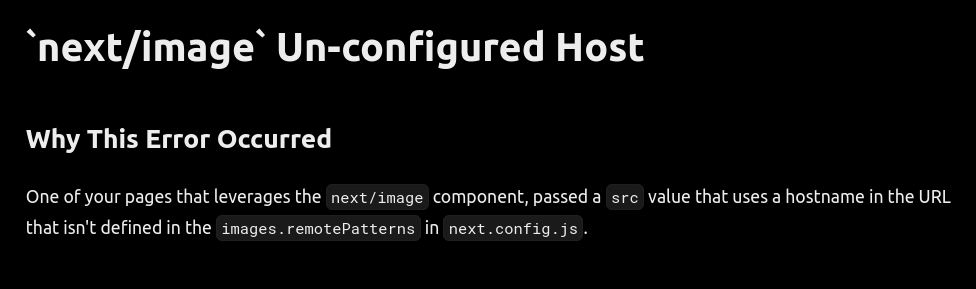 `next/image` Un-configured Host
Why This Error Occurred
One of your pages that leverages the next/image component, passed a src value that uses a hostname in the URL
that isn't defined in the images.remotePatterns in next.config.js.